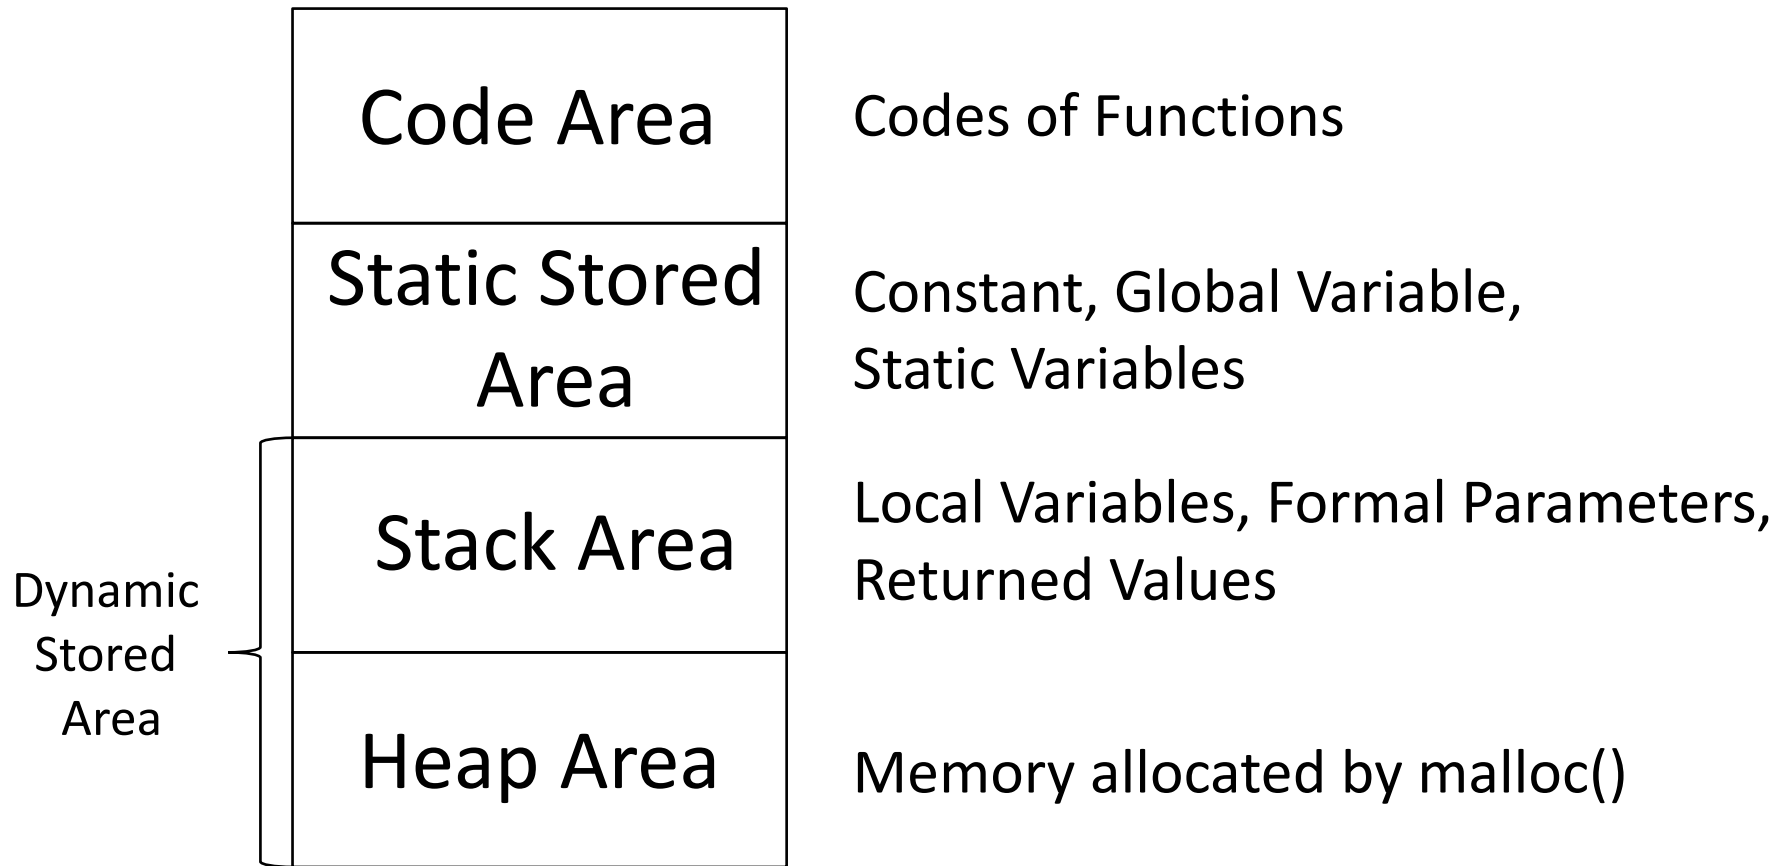 Code Area
Codes of Functions
Static Stored
Area
Constant, Global Variable,
Static Variables
Dynamic
Stored
Area
Stack Area
Local Variables, Formal Parameters,
Returned Values
Heap Area
Memory allocated by malloc()